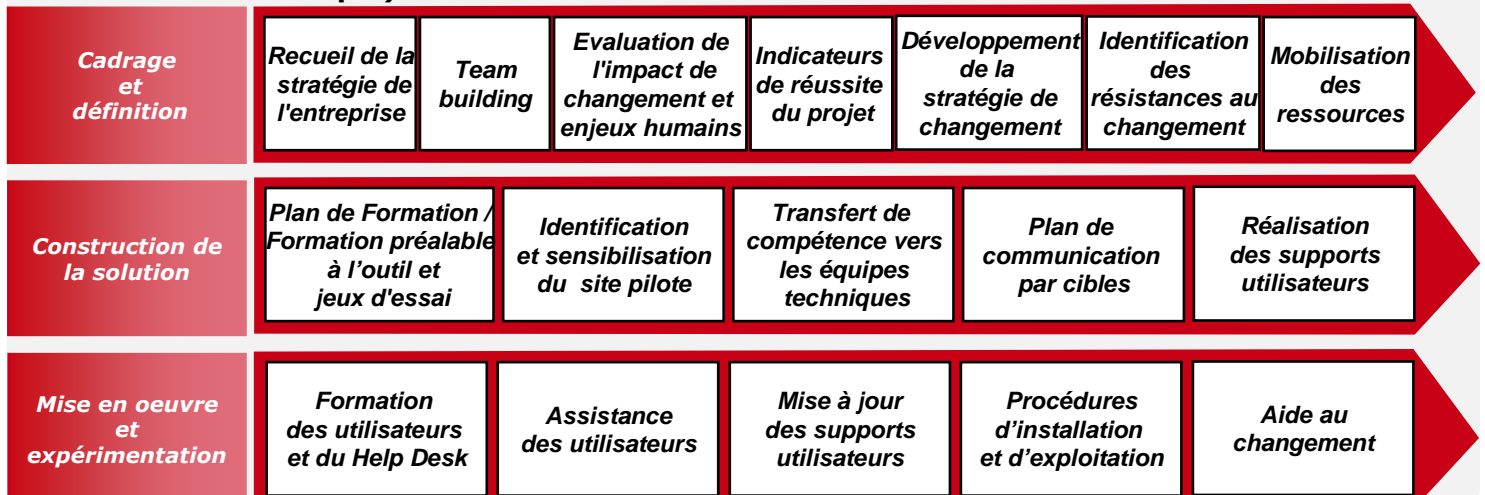 Cadrage
et
définition
Recueil de la
stratégie de
l'entreprise
Team
building
Evaluation de
l'impact de
changement et
enjeux humains
Indicateurs
de réussite
du projet
Développement
de la
stratégie de
changement
Identification
des
résistances au
changement
Mobilisation
des
ressources
Construction de
la solution
Plan de Formation /
Formation préalable
à l’outil et
jeux d'essai
Identification
et sensibilisation
du site pilote
Transfert de
compétence vers
les équipes
techniques
Plan de
communication
par cibles
Réalisation
des supports
utilisateurs
Mise en oeuvre
et
expérimentation
Formation
des utilisateurs
et du Help Desk
Assistance
des utilisateurs
Mise à jour
des supports
utilisateurs
Procédures
d’installation
et d’exploitation
Aide au
changement